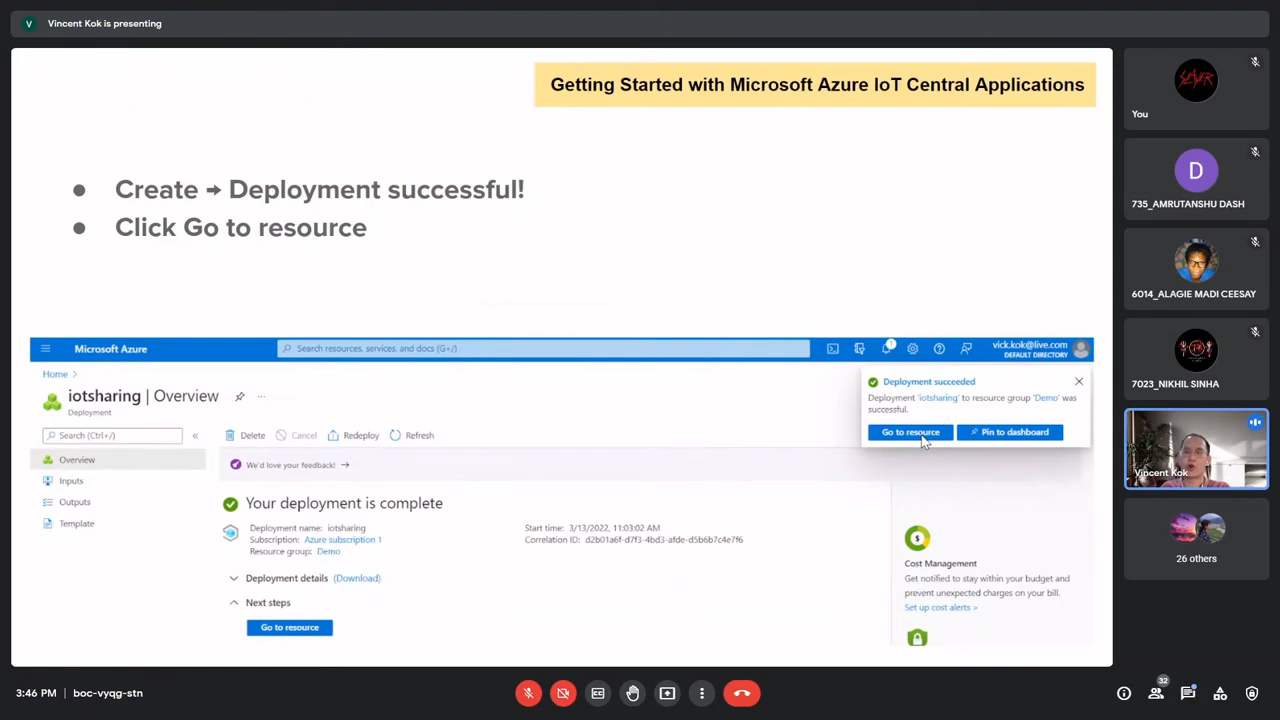 V
Vincent Kok is presenting
Getting Started with Microsoft Azure IoT Central Applications
● Create → Deployment successful!
● Click Go to resource
Microsoft Azure
Search resources, services, and docs (G+/)
1
vick.kok@live.com
DEFAULT DIRECTORY
Home >
iotsharing | Overview
...
Deployment
Search (Ctrl+/)
«
Delete
Cancel
Redeploy
Refresh
Overview
Inputs
Outputs
Template
We'd love your feedback! →
Deployment succeeded
Deployment 'iotsharing' to resource group 'Demo' was
successful.
Go to resource
Pin to dashboard
Your deployment is complete
Deployment name: iotsharing
Subscription: Azure subscription 1
Resource group: Demo
Start time: 3/13/2022, 11:03:02 AM
Correlation ID: d2b01a6f-d7f3-4bd3-afde-d5b6b7c4e7f6
Deployment details (Download)
Next steps
Go to resource
$
Cost Management
Get notified to stay within your budget and
prevent unexpected charges on your bill.
Set up cost alerts >
SLAYER
You
D
735_AMRUTANSHU DASH
6014_ALAGIE MADI CEESAY
7023_NIKHIL SINHA
Vincent Kok
26 others
3:46 PM | boc-vyqg-stn
32